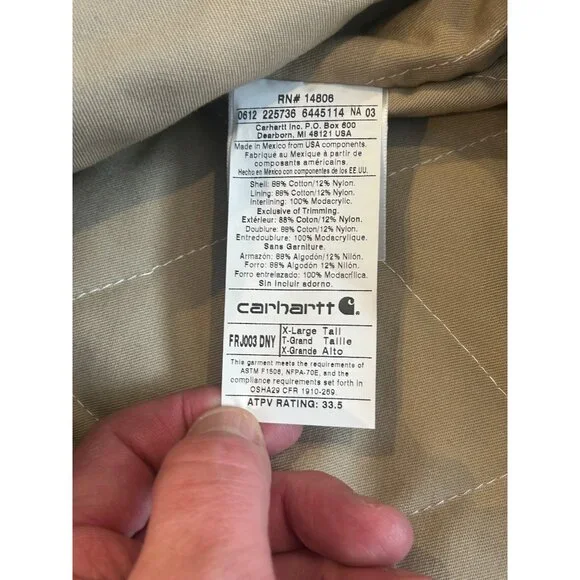 RN# 14806
0612 225736 6445114 NA 03
Carhartt Inc. P.O. Box 600
Dearborn, MI 48121 USA
Made in Mexico from USA components.
Fabriqué au Mexique à partir de
composants américains.
Hecho en México con componentes de los EE.UU.
Shell: 88% Cotton/12% Nylon.
Lining: 88% Cotton/12% Nylon.
Interlining: 100% Modacrylic.
Exclusive of Trimming.
Extérieur: 88% Coton/12% Nylon.
Doublure: 88% Coton/12% Nylon.
Entredoublure: 100% Modacrylique.
Sans Garniture.
Armazón: 88% Algodón 12% Nilón.
Forro: 88% Algodón 12% Nilón.
Forro entrelazado: 100% Modacrílica.
Sin incluir adorno.
carhartt
FRJ003 DNY
X-Large Tall
T-Grand Taille
X-Grande Alto
This garment meets the requirements of
ASTM F1506, NFPA-70E, and the
compliance requirements set forth in
OSHA29 CFR 1910-269.
ATPV RATING: 33.5